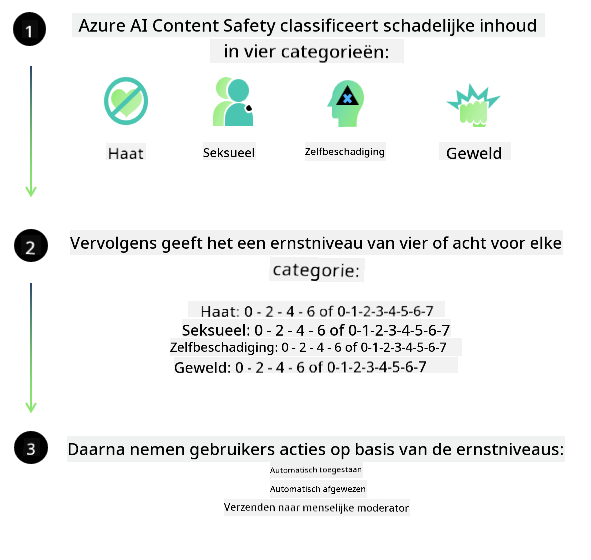 1
Azure AI Content Safety classificeert schadelijke inhoud
in vier categorieën:
Haat
Seksueel
Zelfbeschadiging
Geweld
2
Vervolgens geeft het een ernstniveau van vier of acht voor elke
categorie:
Haat: 0 - 2 - 4 - 6 of 0-1-2-3-4-5-6-7
Seksueel: 0 - 2 - 4 - 6 of 0-1-2-3-4-5-6-7
Zelfbeschadiging: 0 - 2 - 4 - 6 of 0-1-2-3-4-5-6-7
Geweld: 0 - 2 - 4 - 6 of 0-1-2-3-4-5-6-7
3
Daarna nemen gebruikers acties op basis van de ernstniveaus:
Automatisch toegestaan
Automatisch afgewezen
Verzenden naar menselijke moderator